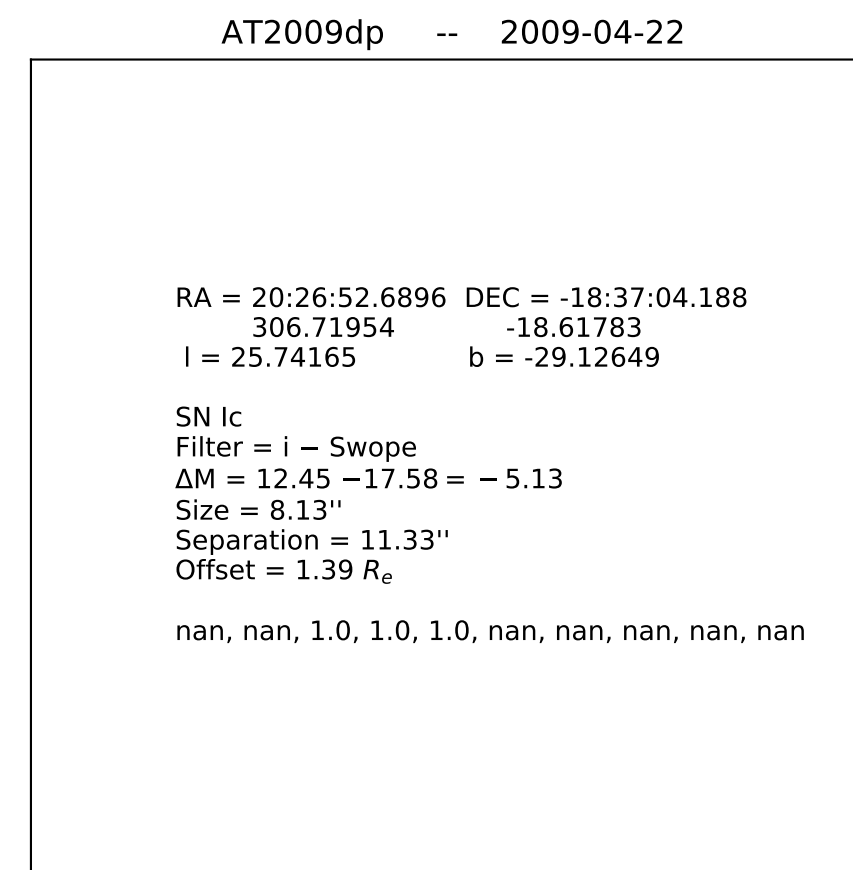 AT2009dp -- 2009-04-22
RA = 20:26:52.6896 DEC = -18:37:04.188
306.71954 -18.61783
l = 25.74165 b = -29.12649
SN Ic
Filter = i − Swope
ΔM = 12.45 −17.58 = − 5.13
Size = 8.13''
Separation = 11.33''
Offset = 1.39 Rₑ
nan, nan, 1.0, 1.0, 1.0, nan, nan, nan, nan, nan